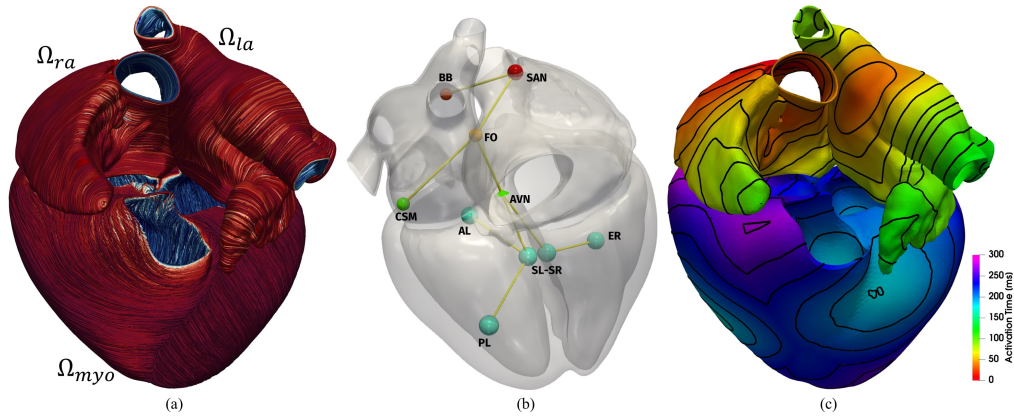 Ω_ra
Ω_la
Ω_myo
(a)
BB
SAN
FO
CSM
AVN
AL
ER
SL-SR
PL
(b)
300
250
200
150
100
50
0
Activation Time (ms)
(c)